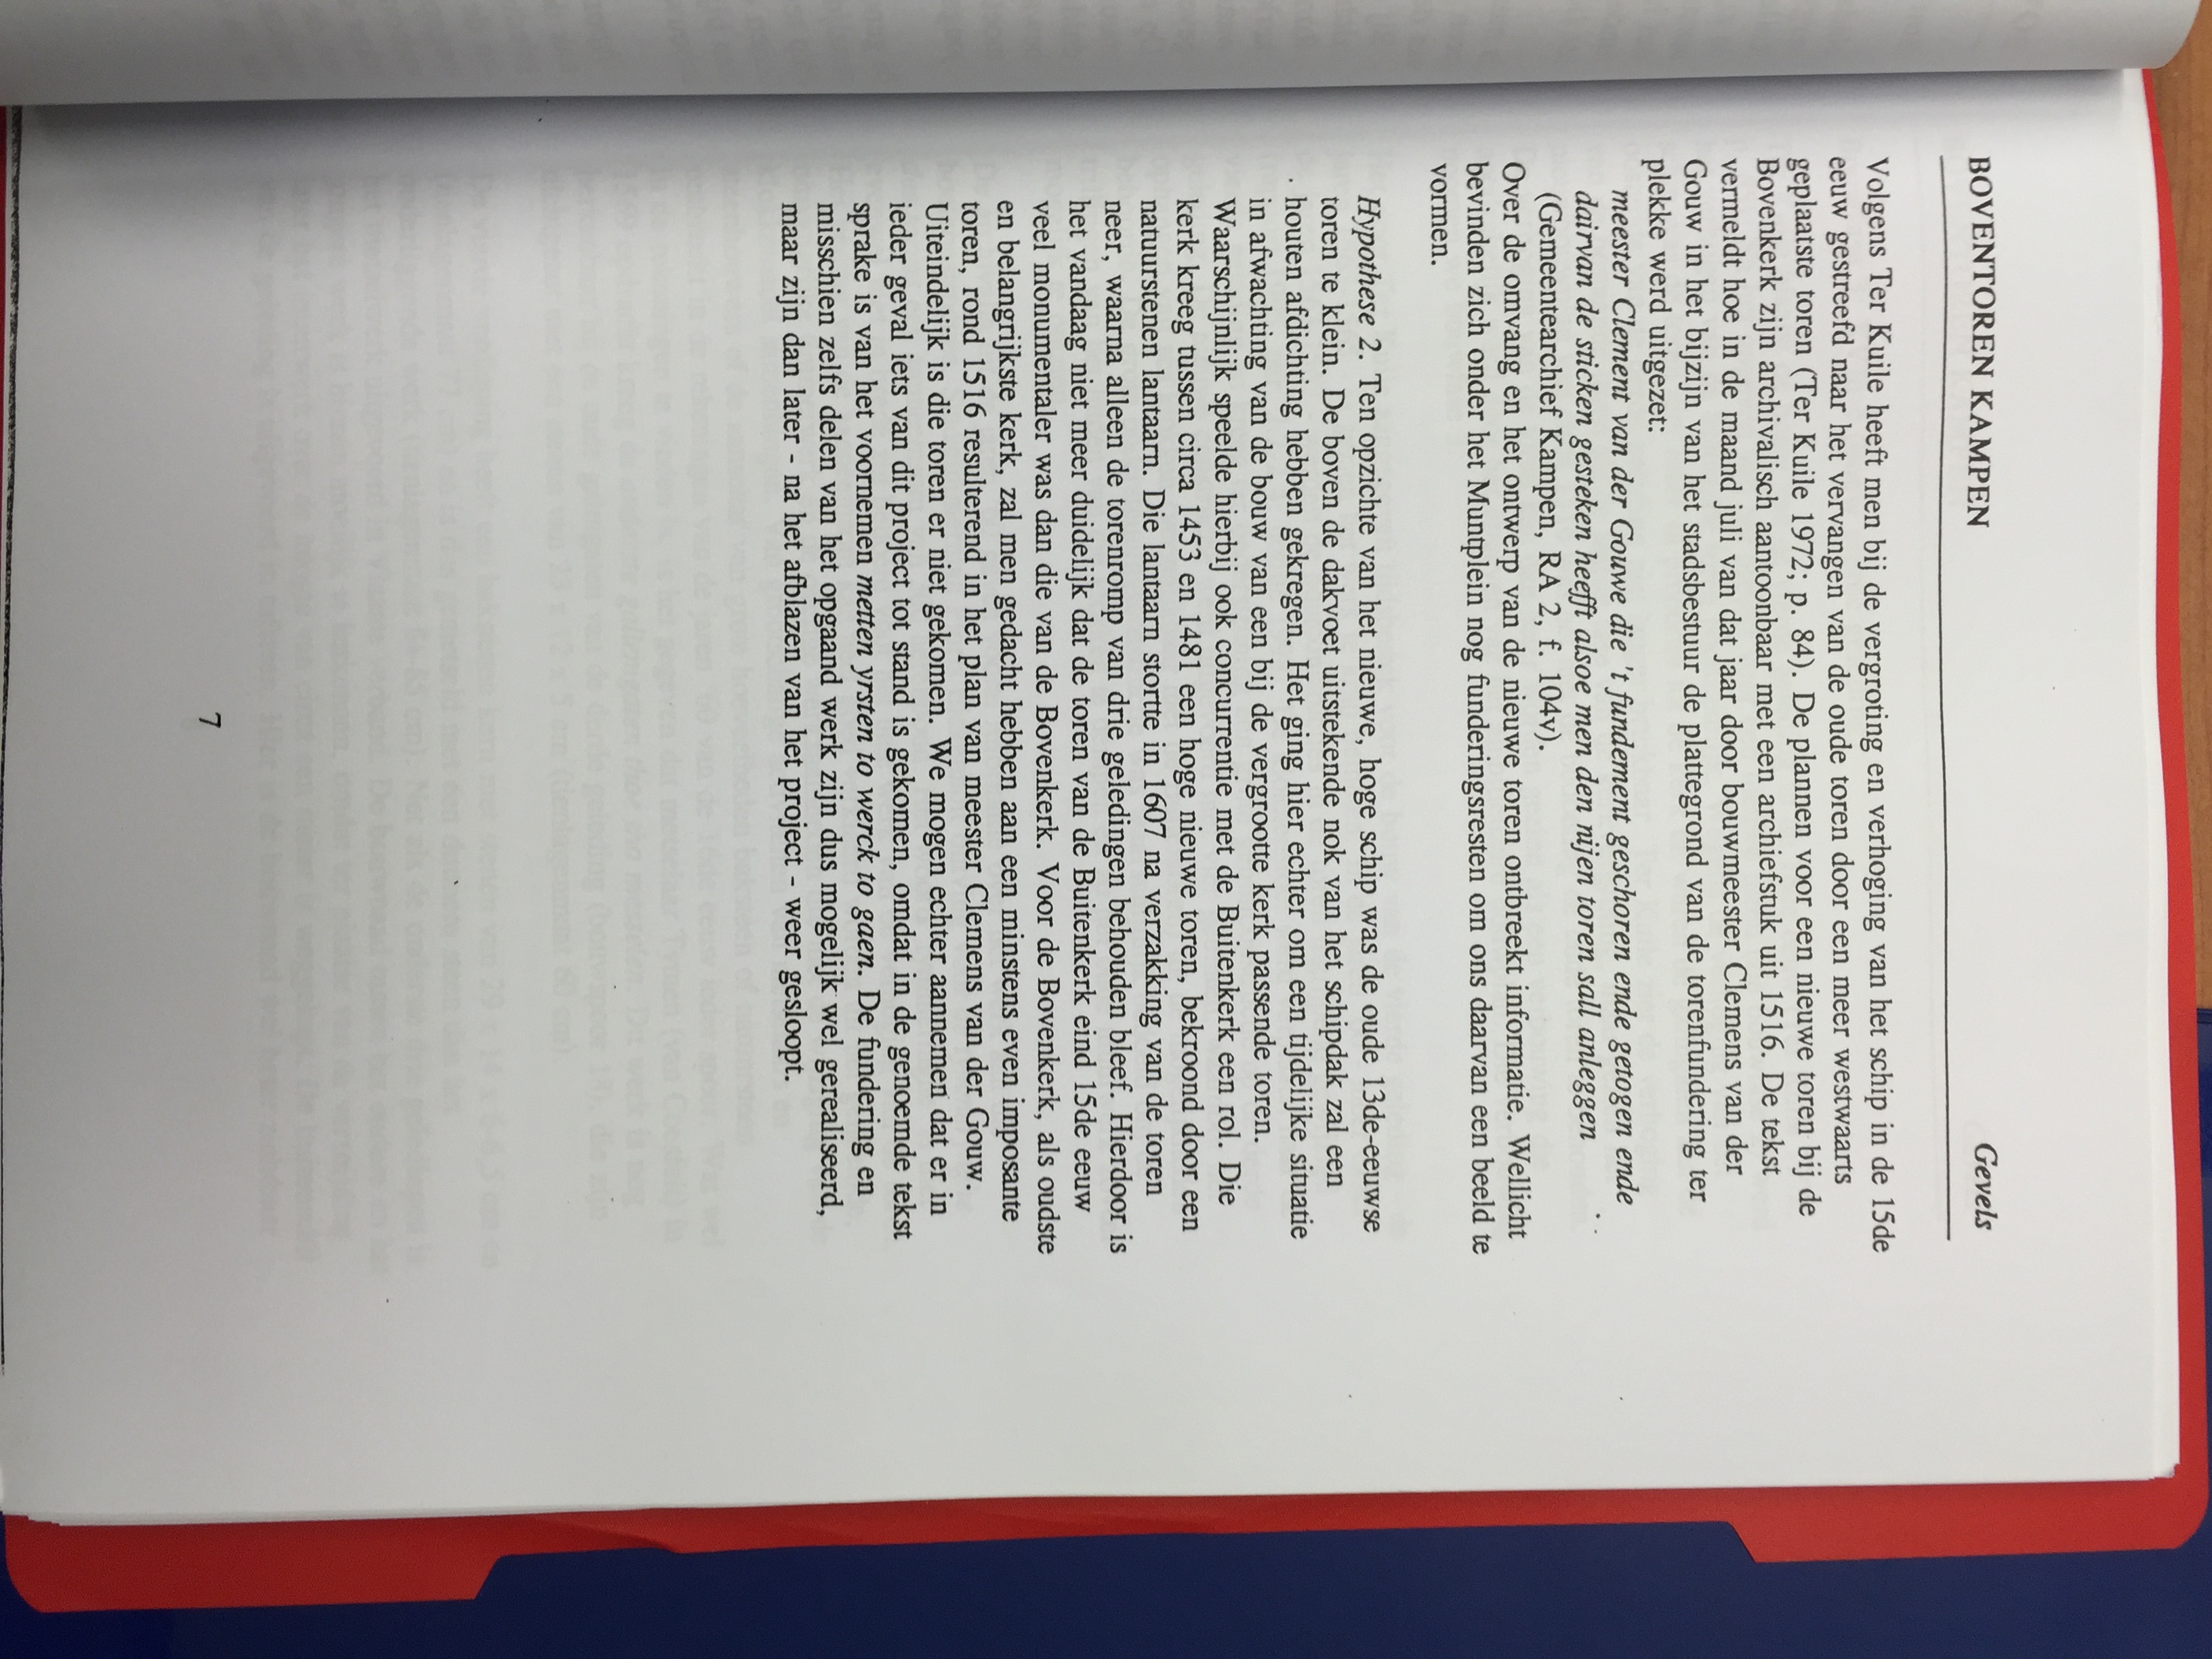 BOVENTOREN KAMPEN Gevels
Volgens Ter Kuile heeft men bij de vergroting en verhoging van het schip in de 15de
eeuw gestreefd naar het vervangen van de oude toren door een meer westwaarts
geplaatste toren (Ter Kuile 1972; p. 84). De plannen voor een nieuwe toren bij de
Bovenkerk zijn archivalisch aantoonbaar met een archiefstuk uit 1516. De tekst
vermeldt hoe in de maand juli van dat jaar door bouwmeester Clemens van der
Gouw in het bijzijn van het stadsbestuur de plattegrond van de torenfundering ter
plekke werd uitgezet:
meester Clement van der Gouwe die 't fundement geschoren ende getogen ende
dairvan de sticken gesteken heefft alsoe men den nijen toren sall anleggen
(Gemeentearchief Kampen, RA 2, f. 104v).
Over de omvang en het ontwerp van de nieuwe toren ontbreekt informatie. Wellicht
bevinden zich onder het Muntplein nog funderingsresten om ons daarvan een beeld te
vormen.
Hypothese 2. Ten opzichte van het nieuwe, hoge schip was de oude 13de-eeuwse
toren te klein. De boven de dakvoet uitstekende nok van het schipdak zal een
houten afdichting hebben gekregen. Het ging hier echter om een tijdelijke situatie
in afwachting van de bouw van een bij de vergrootte kerk passende toren.
Waarschijnlijk speelde hierbij ook concurrentie met de Buitenkerk een rol. Die
kerk kreeg tussen circa 1453 en 1481 een hoge nieuwe toren, bekroond door een
natuurstenen lantaarn. Die lantaarn stortte in 1607 na verzakking van de toren
neer, waarna alleen de torenromp van drie geledingen behouden bleef. Hierdoor is
het vandaag niet meer duidelijk dat de toren van de Buitenkerk eind 15de eeuw
veel monumentaler was dan die van de Bovenkerk. Voor de Bovenkerk, als oudste
en belangrijkste kerk, zal men gedacht hebben aan een minstens even imposante
toren, rond 1516 resulterend in het plan van meester Clemens van der Gouw.
Uiteindelijk is die toren er niet gekomen. We mogen echter aannemen dat er in
ieder geval iets van dit project tot stand is gekomen, omdat in de genoemde tekst
sprake is van het voornemen metten yrsten to werck to gaen. De fundering en
misschien zelfs delen van het opgaand werk zijn dus mogelijk wel gerealiseerd,
maar zijn dan later - na het afblazen van het project - weer gesloopt.
7